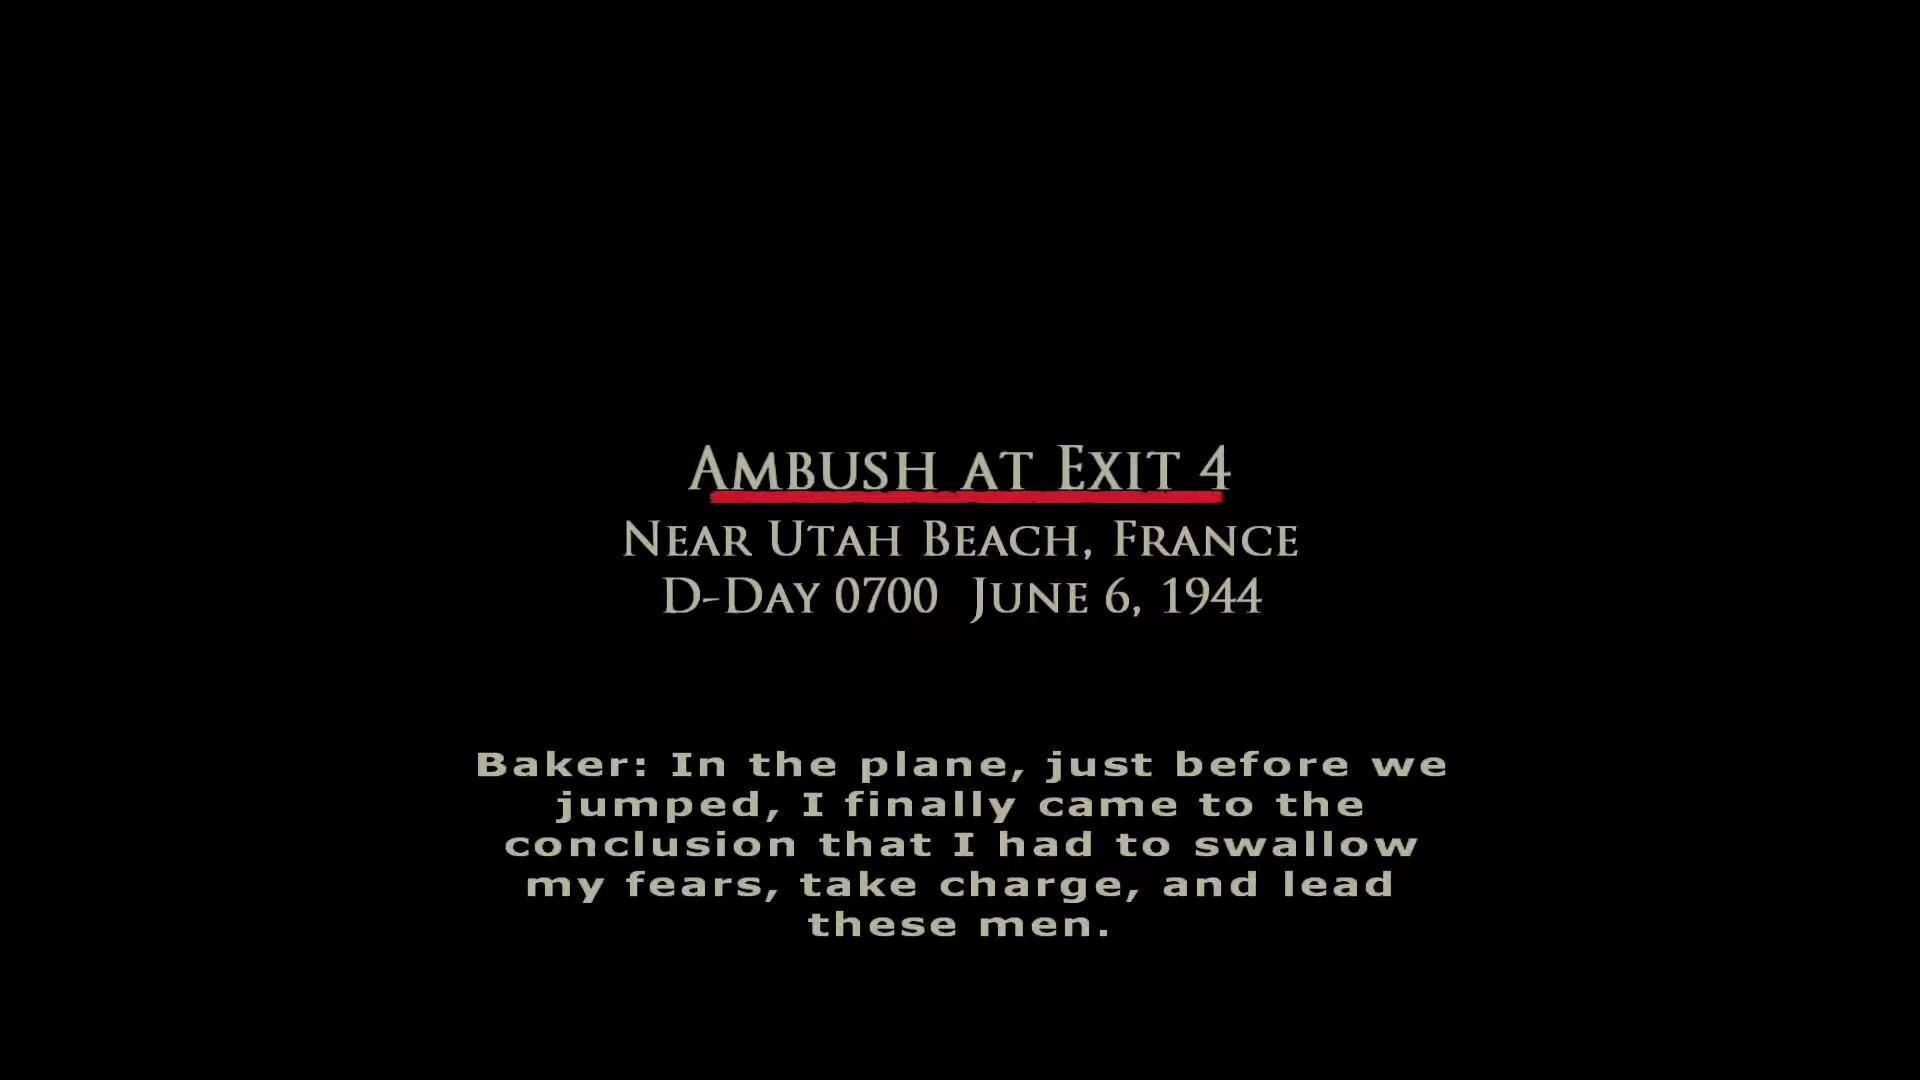 Ambush at Exit 4
Near Utah Beach, France
D-Day 0700 June 6, 1944
Baker: In the plane, just before we
jumped, I finally came to the
conclusion that I had to swallow
my fears, take charge, and lead
these men.